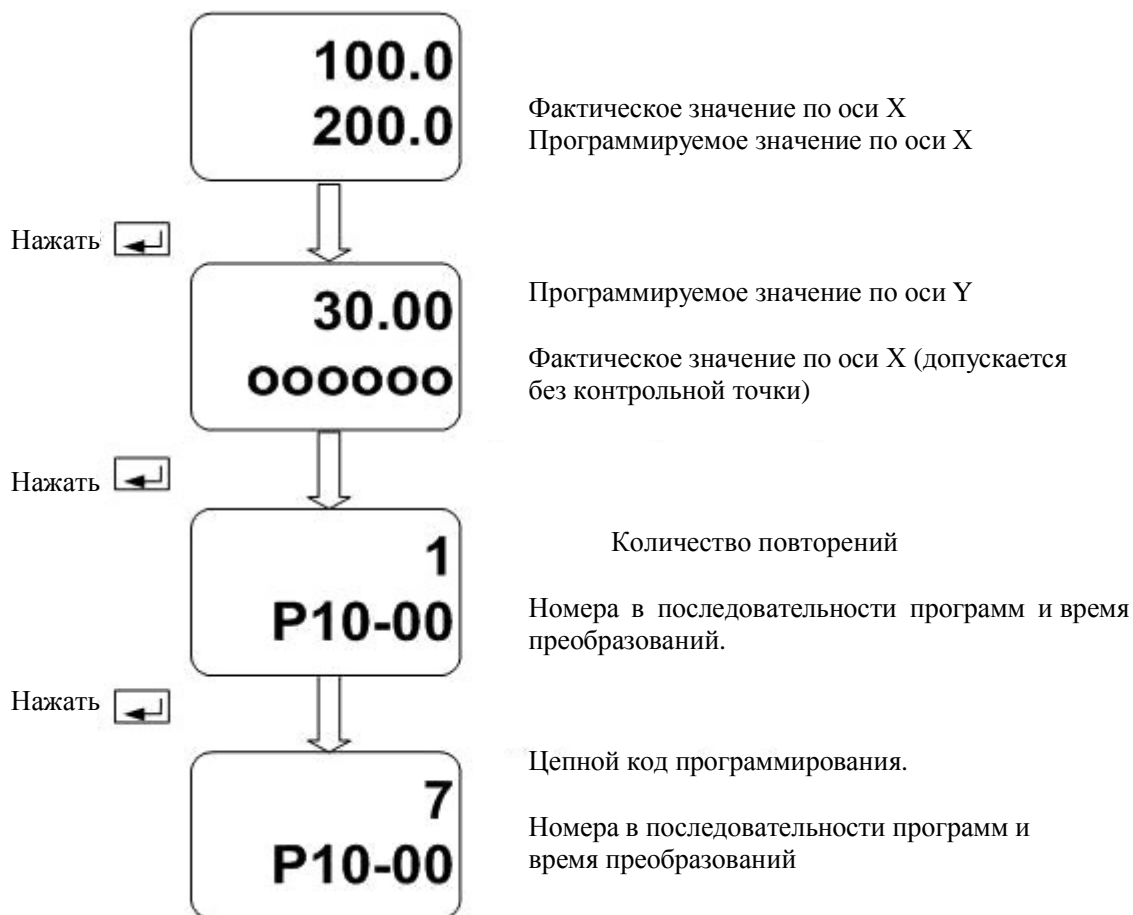 100.0
200.0
Фактическое значение по оси X
Программируемое значение по оси X
Нажать
30.00
oooooo
Программируемое значение по оси Y
Фактическое значение по оси X (допускается
без контрольной точки)
Нажать
1
P10-00
Количество повторений
Номера в последовательности программ и время
преобразований.
Нажать
7
P10-00
Цепной код программирования.
Номера в последовательности программ и
время преобразований